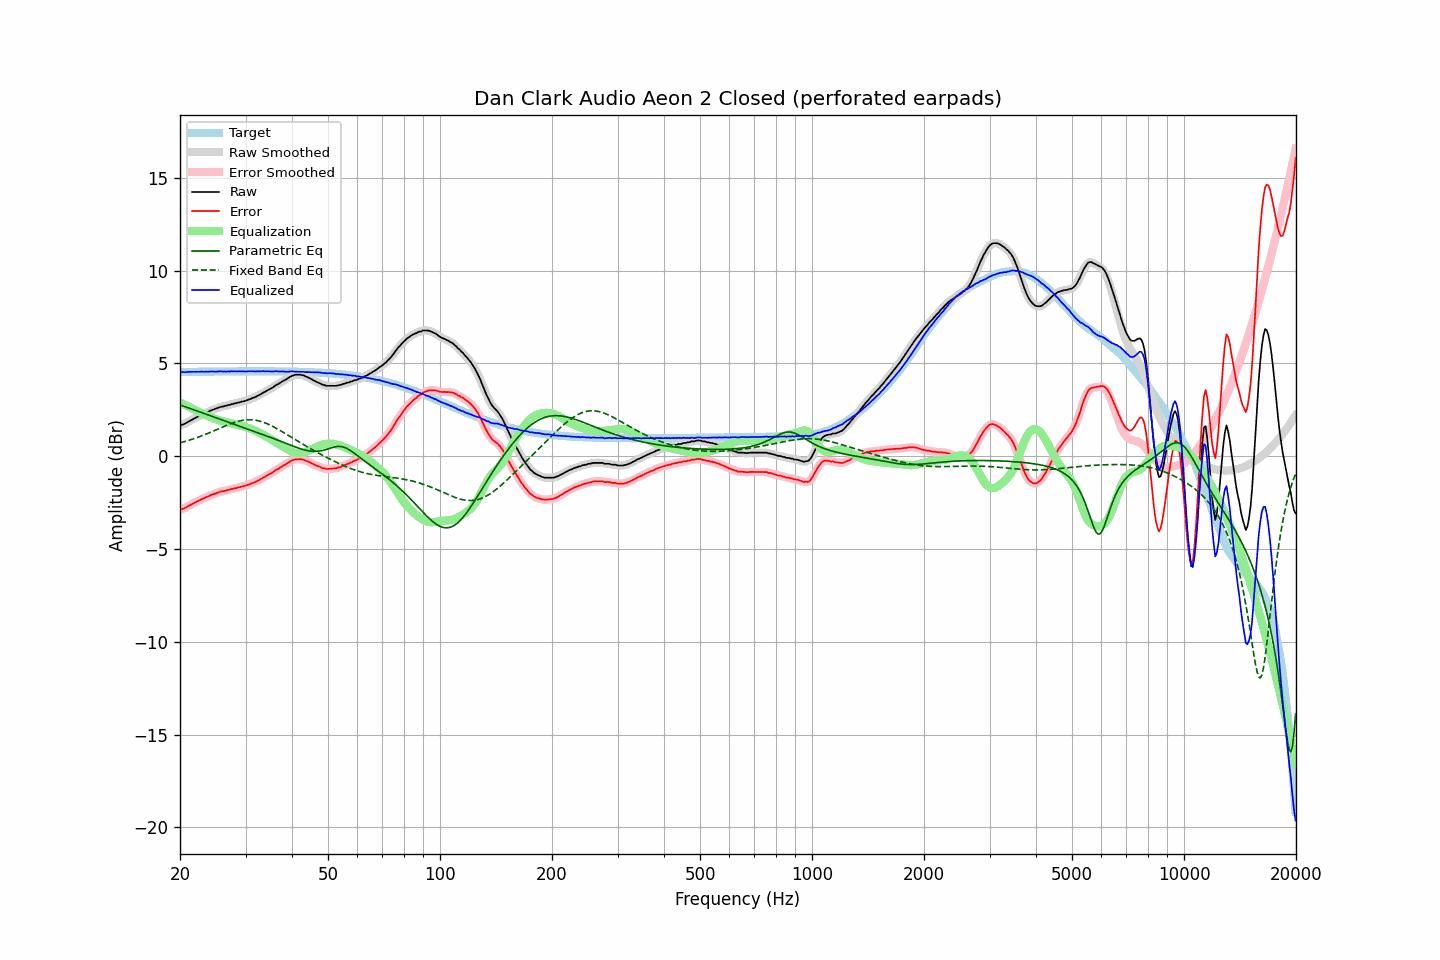 Dan Clark Audio Aeon 2 Closed (perforated earpads)
Target
Raw Smoothed
Error Smoothed
Raw
Error
Equalization
Parametric Eq
Fixed Band Eq
Equalized
15
10
5
0
−5
−10
−15
−20
Amplitude (dBr)
20 50 100 200 500 1000 2000 5000 10000 20000
Frequency (Hz)